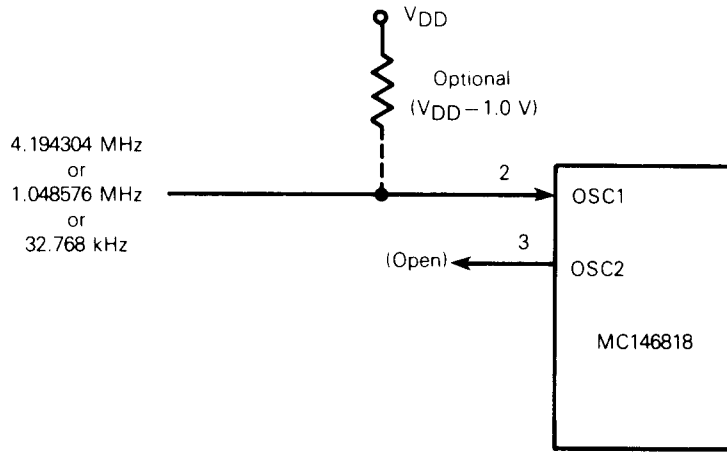 VDD
Optional
(VDD−1.0 V)
4.194304 MHz
or
1.048576 MHz
or
32.768 kHz
2
OSC1
3
(Open)
OSC2
MC146818